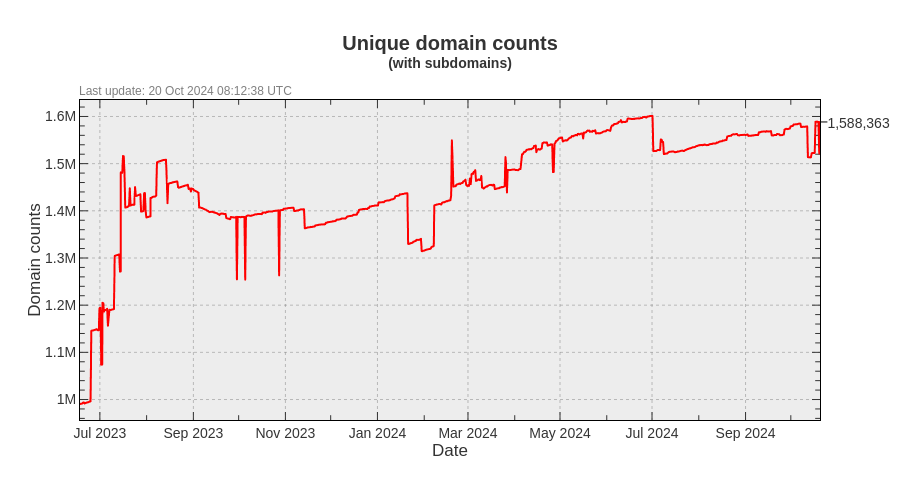 Unique domain counts
(with subdomains)
Last update: 20 Oct 2024 08:12:38 UTC
1.6M
1,588,363
1.5M
1.4M
1.3M
1.2M
1.1M
1M
Domain counts
Jul 2023 Sep 2023 Nov 2023 Jan 2024 Mar 2024 May 2024 Jul 2024 Sep 2024
Date